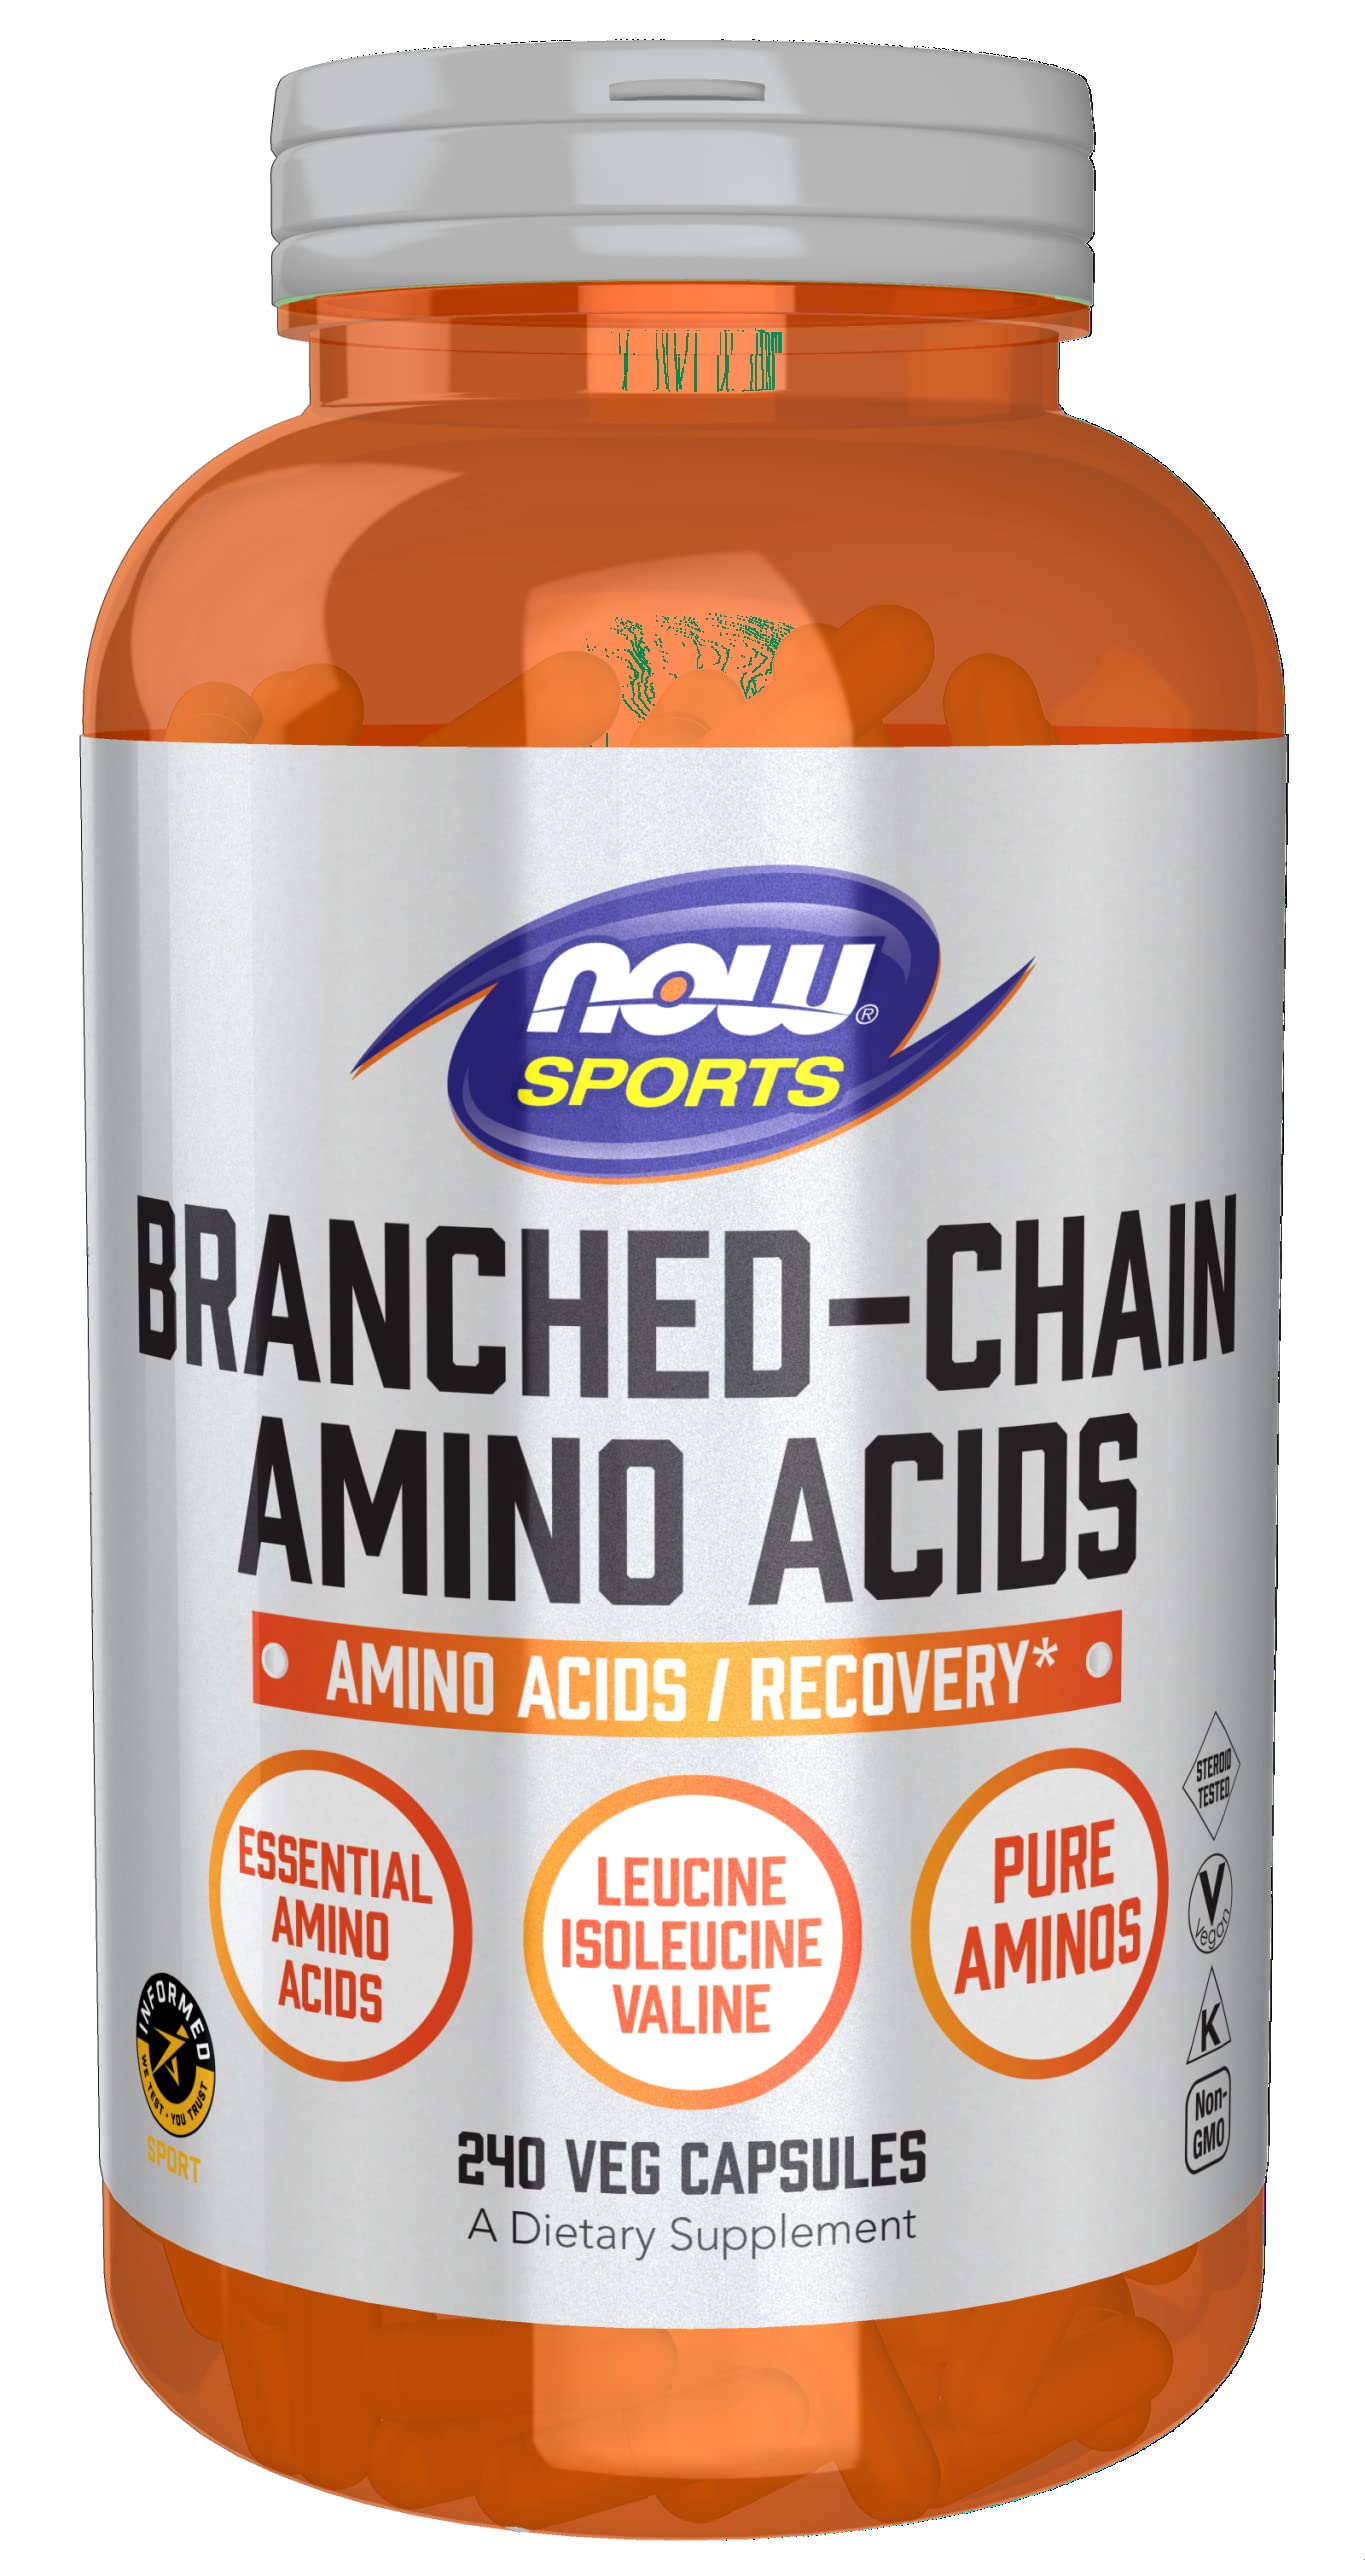 NOW®
SPORTS
BRANCHED-CHAIN
AMINO ACIDS
AMINO ACIDS / RECOVERY*
ESSENTIAL
AMINO
ACIDS
LEUCINE
ISOLEUCINE
VALINE
PURE
AMINOS
STEROID
TESTED
V
Vegan
K
Non-
GMO
INFORMED
WE TEST · YOU TRUST
SPORT
240 VEG CAPSULES
A Dietary Supplement